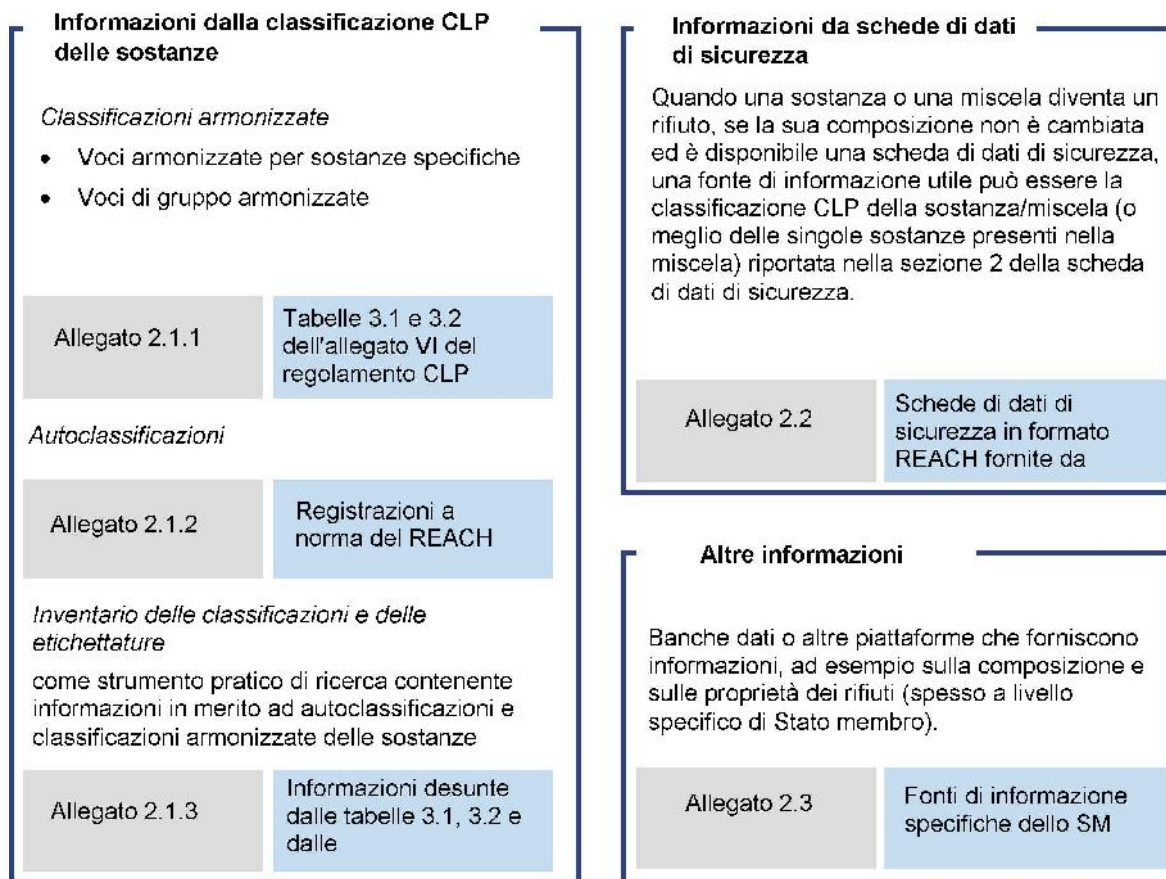 Informazioni dalla classificazione CLP
delle sostanze
Classificazioni armonizzate
• Voci armonizzate per sostanze specifiche
• Voci di gruppo armonizzate
Allegato 2.1.1
Tabelle 3.1 e 3.2
dell'allegato VI del
regolamento CLP
Autoclassificazioni
Allegato 2.1.2
Registrazioni a
norma del REACH
Inventario delle classificazioni e delle
etichettature
come strumento pratico di ricerca contenente
informazioni in merito ad autoclassificazioni e
classificazioni armonizzate delle sostanze
Allegato 2.1.3
Informazioni desunte
dalle tabelle 3.1, 3.2 e
dalle
Informazioni da schede di dati
di sicurezza
Quando una sostanza o una miscela diventa un
rifiuto, se la sua composizione non è cambiata
ed è disponibile una scheda di dati di sicurezza,
una fonte di informazione utile può essere la
classificazione CLP della sostanza/miscela (o
meglio delle singole sostanze presenti nella
miscela) riportata nella sezione 2 della scheda
di dati di sicurezza.
Allegato 2.2
Schede di dati di
sicurezza in formato
REACH fornite da
Altre informazioni
Banche dati o altre piattaforme che forniscono
informazioni, ad esempio sulla composizione e
sulle proprietà dei rifiuti (spesso a livello
specifico di Stato membro).
Allegato 2.3
Fonti di informazione
specifiche dello SM